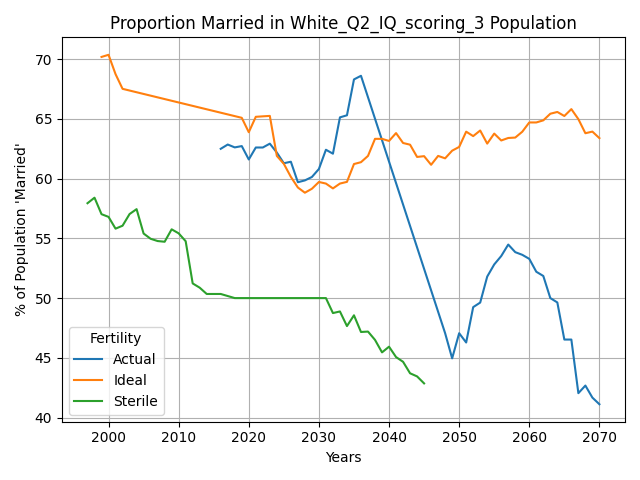 Proportion Married in White_Q2_IQ_scoring_3 Population
% of Population 'Married'
70
65
60
55
50
45
40
Fertility
Actual
Ideal
Sterile
2000 2010 2020 2030 2040 2050 2060 2070
Years